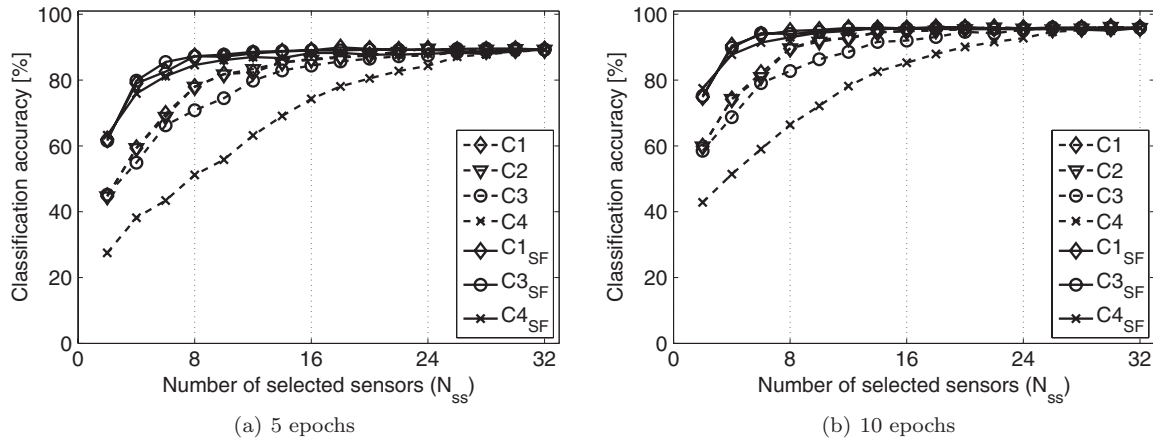 Classification accuracy [%]
100
80
60
40
20
0
0
8
16
24
32
Number of selected sensors (N_ss)
C1
C2
C3
C4
C1_SF
C3_SF
C4_SF
(a) 5 epochs
Classification accuracy [%]
100
80
60
40
20
0
0
8
16
24
32
Number of selected sensors (N_ss)
C1
C2
C3
C4
C1_SF
C3_SF
C4_SF
(b) 10 epochs